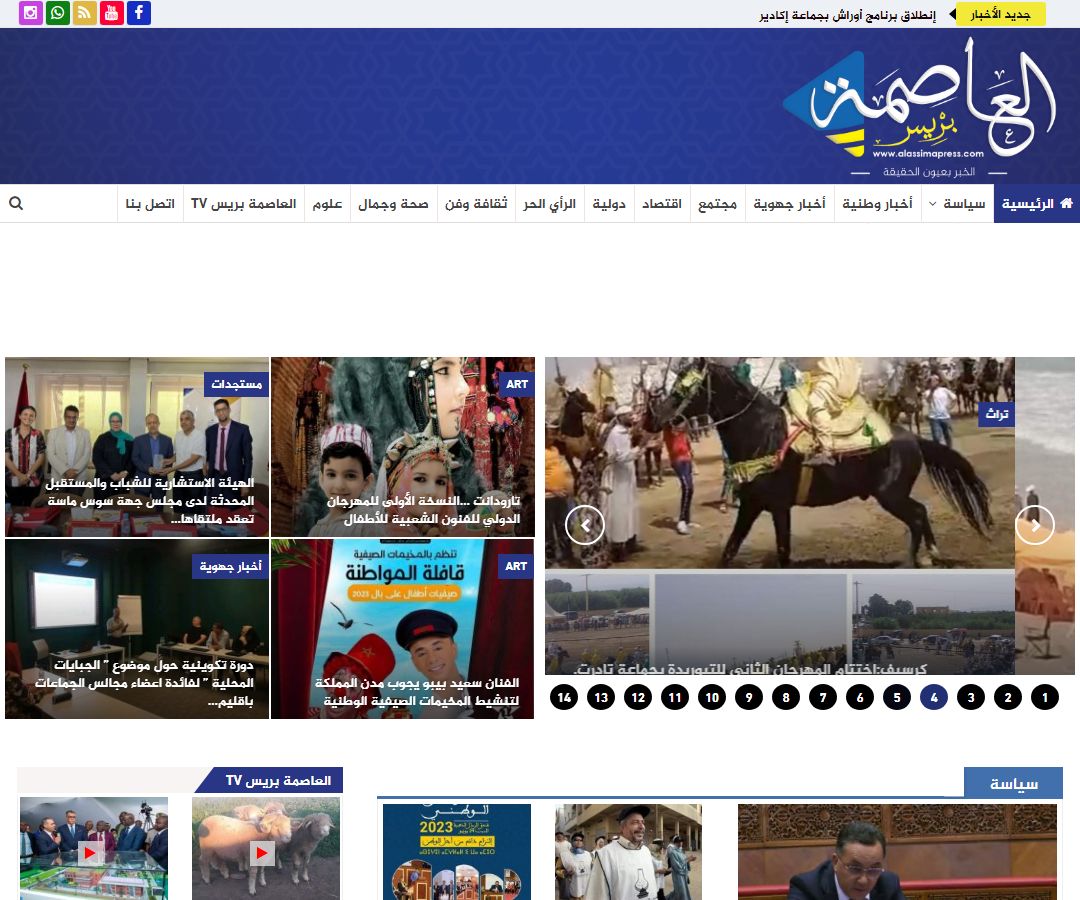 جديد الأخبار
إنطلاق برنامج أوراش بجماعة إكادير
العاصمة
بريس
www.alassimapress.com
الخبر بعيون الحقيقة
الرئيسية
سياسة
أخبار وطنية
أخبار جهوية
مجتمع
اقتصاد
دولية
الرأي الحر
ثقافة وفن
صحة وجمال
علوم
العاصمة بريس TV
اتصل بنا
تراث
كرسيف:اختتام المهرجان الثاني للتبوريدة بجماعة تادرت.
1 2 3 4 5 6 7 8 9 10 11 12 13 14
ART
تارودانت ...النسخة الأولى للمهرجان
الدولي للفنون الشعبية للأطفال
مستجدات
الهيئة الاستشارية للشباب والمستقبل
المحدثة لدى مجلس جهة سوس ماسة
تعقد ملتقاها...
ART
تنظم بالمخيمات الصيفية
قافلة المواطنة
صيفيات أطفال على بال 2023
الفنان سعيد بيبو يجوب مدن المملكة
لتنشيط المخيمات الصيفية الوطنية
أخبار جهوية
دورة تكوينية حول موضوع " الجبايات
المحلية " لفائدة اعضاء مجالس الجماعات
باقليم...
سياسة
الوطني
2023
العاصمة بريس TV